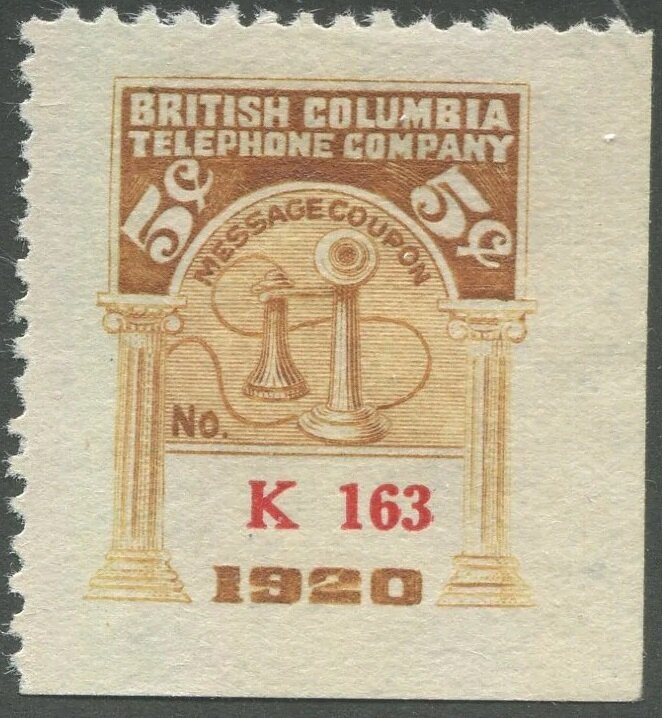 BRITISH COLUMBIA
TELEPHONE COMPANY
5¢ 5¢
MESSAGE COUPON
No.
K 163
1920